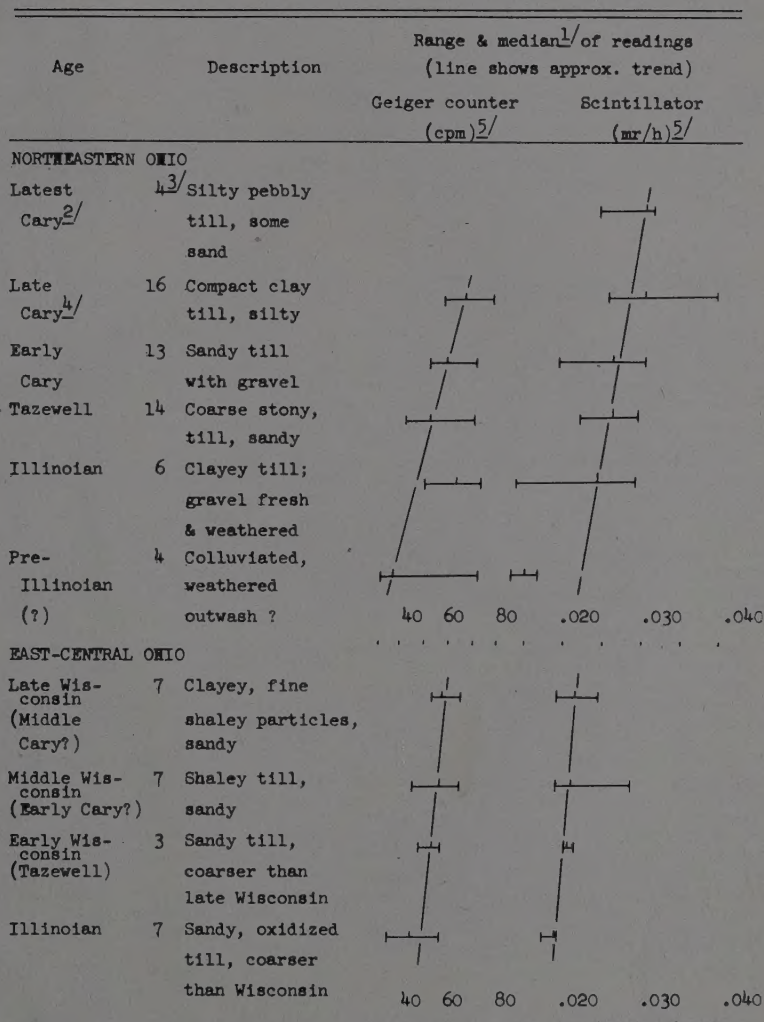 Range & median1/ of readings
Age Description (line shows approx. trend)
Geiger counter Scintillator
(cpm)5/ (mr/h)5/
NORTHEASTERN OHIO
Latest 43/ Silty pebbly
Cary2/ till, some
sand
Late 16 Compact clay
Cary4/ till, silty
Early 13 Sandy till
Cary with gravel
Tazewell 14 Coarse stony,
till, sandy
Illinoian 6 Clayey till;
gravel fresh
& weathered
Pre- 4 Colluviated,
Illinoian weathered
(?) outwash ? 40 60 80 .020 .030 .040
EAST-CENTRAL OHIO
Late Wis- 7 Clayey, fine
consin
(Middle shaley particles,
Cary?) sandy
Middle Wis- 7 Shaley till,
consin
(Early Cary?) sandy
Early Wis- 3 Sandy till,
consin
(Tazewell) coarser than
late Wisconsin
Illinoian 7 Sandy, oxidized
till, coarser
than Wisconsin 40 60 80 .020 .030 .040